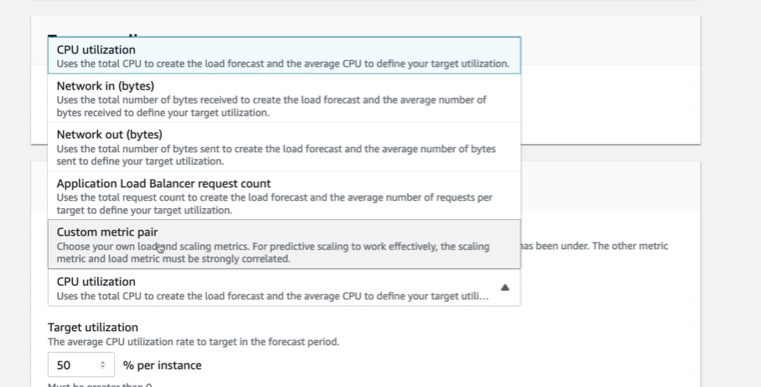 CPU utilization
Uses the total CPU to create the load forecast and the average CPU to define your target utilization.
Network in (bytes)
Uses the total number of bytes received to create the load forecast and the average number of
bytes received to define your target utilization.
Network out (bytes)
Uses the total number of bytes sent to create the load forecast and the average number of bytes
sent to define your target utilization.
Application Load Balancer request count
Uses the total request count to create the load forecast and the average number of requests per
target to define your target utilization.
Custom metric pair
Choose your own load and scaling metrics. For predictive scaling to work effectively, the scaling
has been under. The other metric
metric and load metric must be strongly correlated.
CPU utilization
Uses the total CPU to create the load forecast and the average CPU to define your target utili...
Target utilization
The average CPU utilization rate to target in the forecast period.
50 % per instance
Must be greater than 0